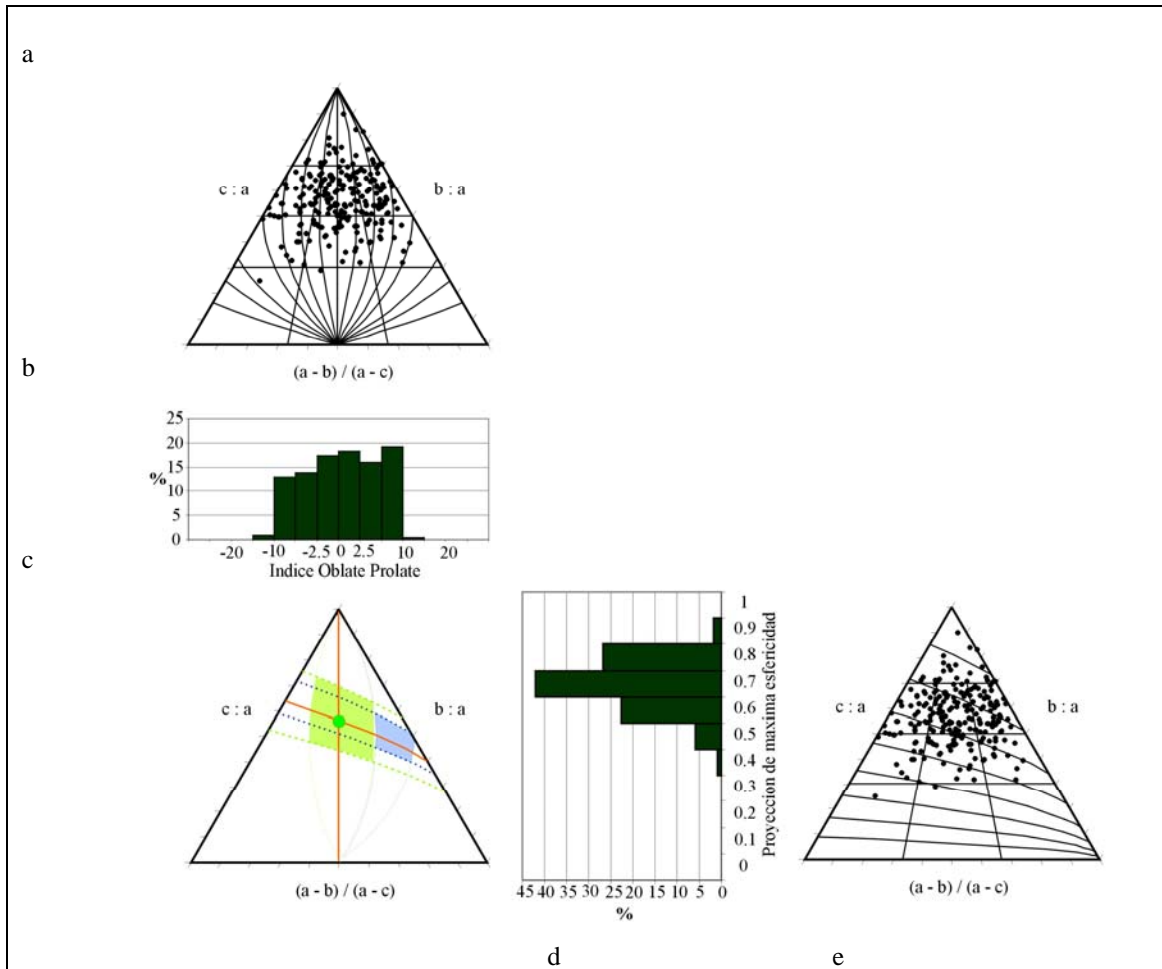 a
c : a
b : a
(a - b) / (a - c)
b
25
20
15
10
5
0
%
-20
-10
-2.5
0
2.5
10
20
Indice Oblate Prolate
c
c : a
b : a
(a - b) / (a - c)
1
0.9
0.8
0.7
0.6
0.5
0.4
0.3
0.2
0.1
0
Proyeccion de maxima esfericidad
45 40 35 30 25 20 15 10 5 0
%
c : a
b : a
(a - b) / (a - c)
d
e